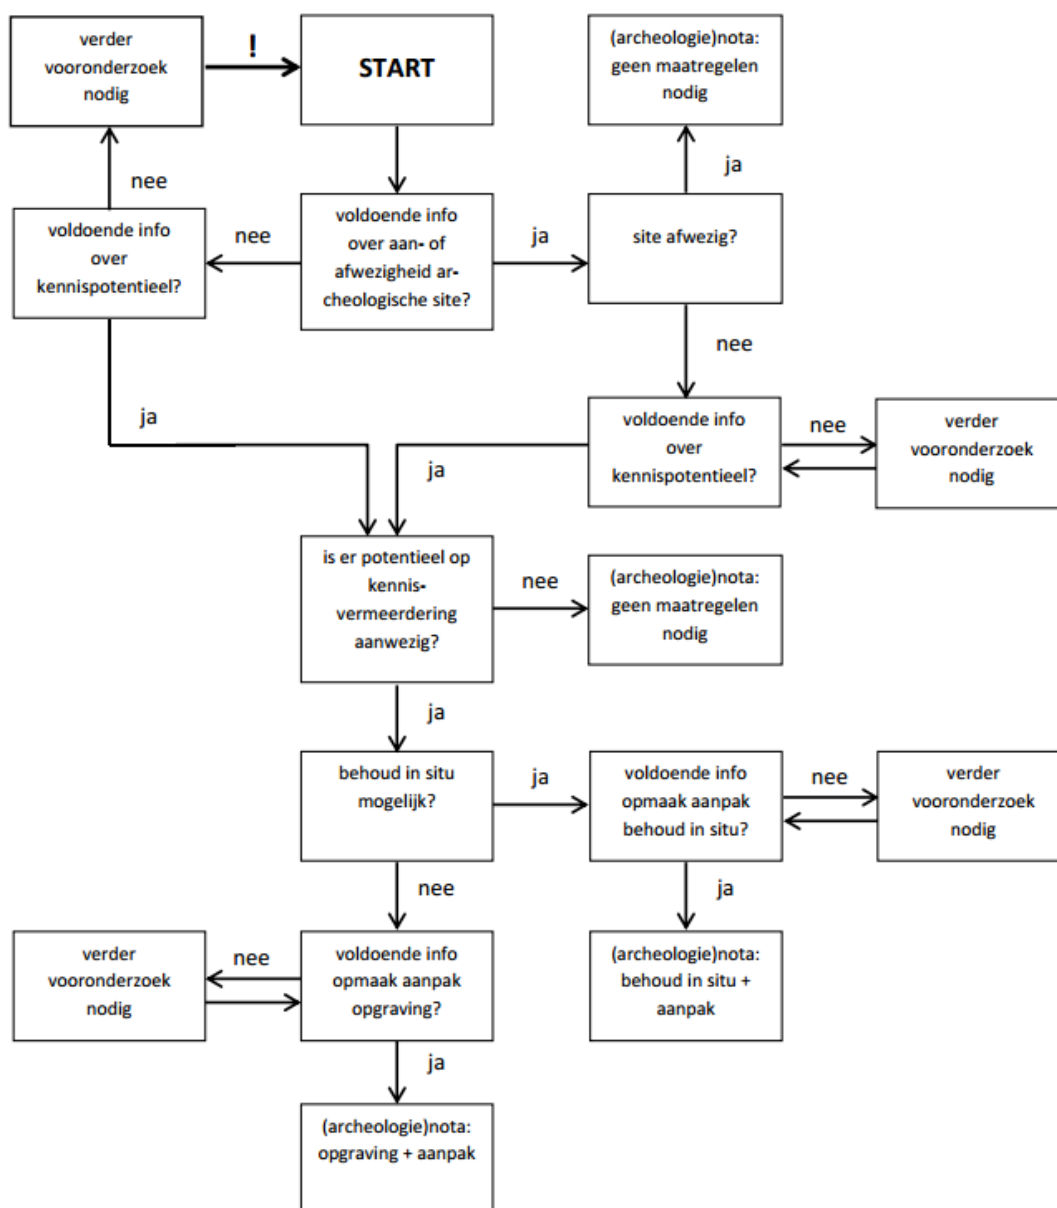 verder
vooronderzoek
nodig
!
START
(archeologie)nota:
geen maatregelen
nodig
nee
ja
voldoende info
over
kennispotentieel?
nee
voldoende info
over aan- of
afwezigheid ar-
cheologische site?
ja
site afwezig?
nee
ja
voldoende info
over
kennispotentieel?
nee
verder
vooronderzoek
nodig
ja
is er potentieel op
kennis-
vermeerdering
aanwezig?
nee
(archeologie)nota:
geen maatregelen
nodig
ja
behoud in situ
mogelijk?
ja
voldoende info
opmaak aanpak
behoud in situ?
nee
verder
vooronderzoek
nodig
nee
ja
verder
vooronderzoek
nodig
nee
voldoende info
opmaak aanpak
opgraving?
(archeologie)nota:
behoud in situ +
aanpak
ja
(archeologie)nota:
opgraving + aanpak